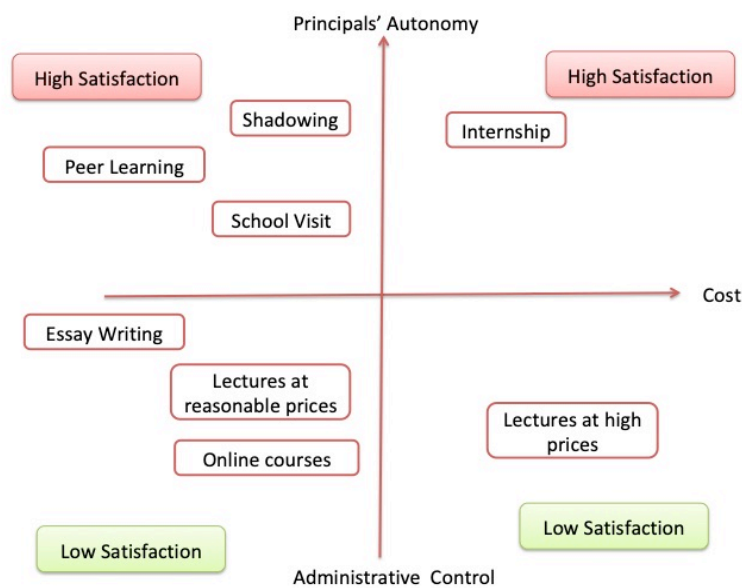 Principals’ Autonomy
High Satisfaction
High Satisfaction
Shadowing
Internship
Peer Learning
School Visit
Cost
Essay Writing
Lectures at
reasonable prices
Lectures at high
prices
Online courses
Low Satisfaction
Low Satisfaction
Administrative Control